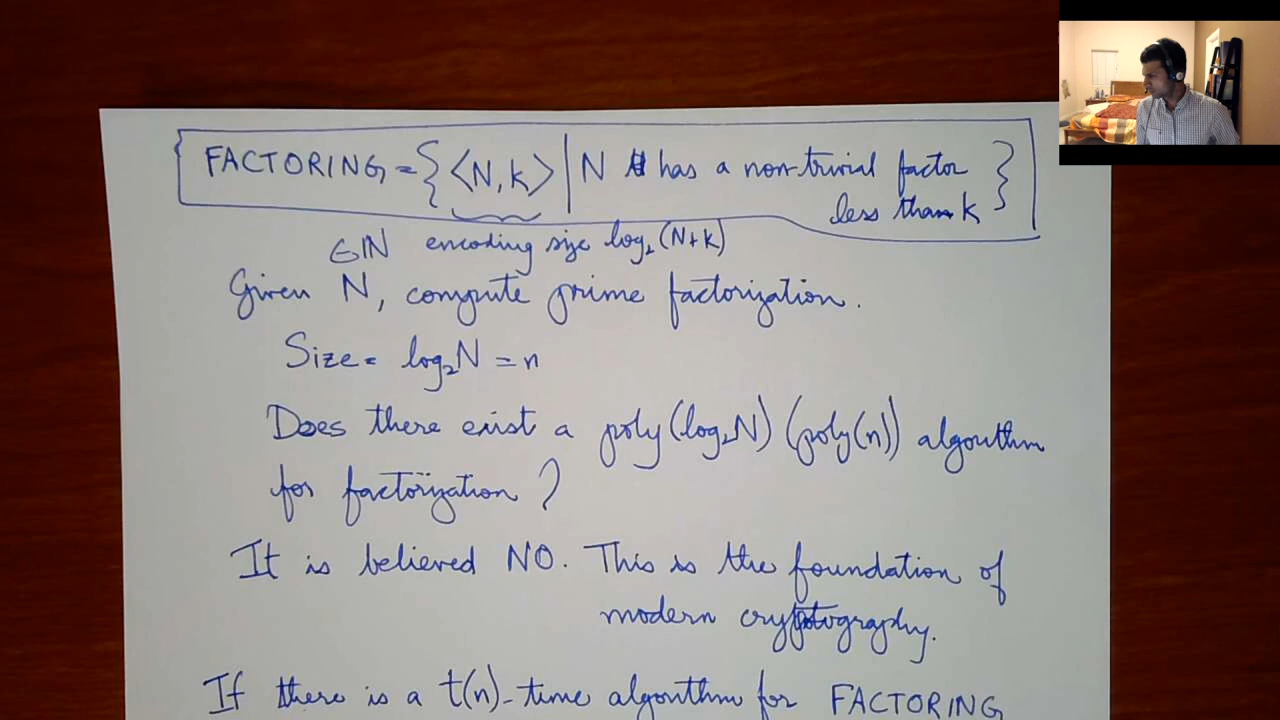 FACTORING = { <N, k> | N has a non-trivial factor
less than k }
∈ IN encoding size log₂(N+k)
Given N, compute prime factorization.
Size = log₂N = n
Does there exist a poly(log₂N) (poly(n)) algorithm
for factorization?
It is believed NO. This is the foundation of
modern cryptography.
If there is a t(n)-time algorithm for FACTORING